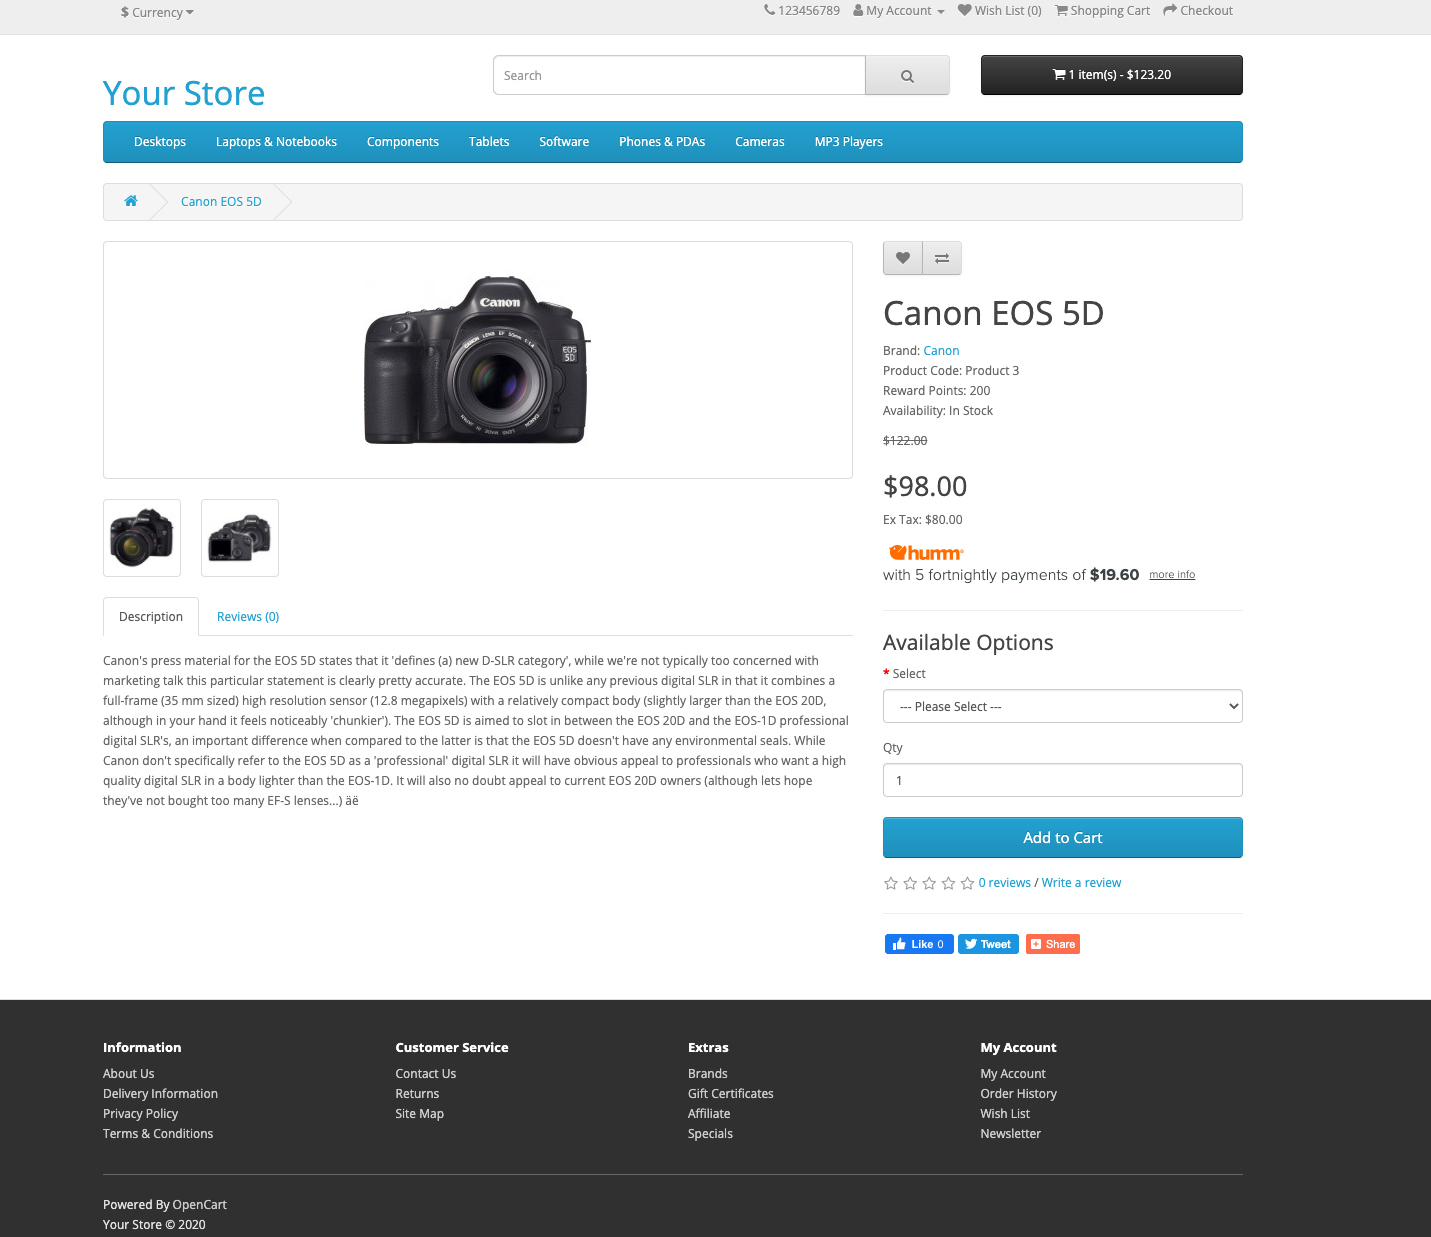 $ Currency
123456789 My Account Wish List (0) Shopping Cart Checkout
Your Store
Search
1 item(s) - $123.20
Desktops Laptops & Notebooks Components Tablets Software Phones & PDAs Cameras MP3 Players
Canon EOS 5D
Canon
CANON LENS EF 50mm 1:1.4
EOS
5D
CANON LENS MADE IN JAPAN
Canon EOS 5D
Brand: Canon
Product Code: Product 3
Reward Points: 200
Availability: In Stock
$122.00
$98.00
Ex Tax: $80.00
humm
with 5 fortnightly payments of $19.60 more info
Description Reviews (0)
Canon's press material for the EOS 5D states that it 'defines (a) new D-SLR category', while we're not typically too concerned with
marketing talk this particular statement is clearly pretty accurate. The EOS 5D is unlike any previous digital SLR in that it combines a
full-frame (35 mm sized) high resolution sensor (12.8 megapixels) with a relatively compact body (slightly larger than the EOS 20D,
although in your hand it feels noticeably 'chunkier'). The EOS 5D is aimed to slot in between the EOS 20D and the EOS-1D professional
digital SLR's, an important difference when compared to the latter is that the EOS 5D doesn't have any environmental seals. While
Canon don't specifically refer to the EOS 5D as a 'professional' digital SLR it will have obvious appeal to professionals who want a high
quality digital SLR in a body lighter than the EOS-1D. It will also no doubt appeal to current EOS 20D owners (although lets hope
they've not bought too many EF-S lenses...) äë
Available Options
* Select
--- Please Select ---
Qty
1
Add to Cart
0 reviews / Write a review
Like 0 Tweet Share
Information
About Us
Delivery Information
Privacy Policy
Terms & Conditions
Customer Service
Contact Us
Returns
Site Map
Extras
Brands
Gift Certificates
Affiliate
Specials
My Account
My Account
Order History
Wish List
Newsletter
Powered By OpenCart
Your Store © 2020